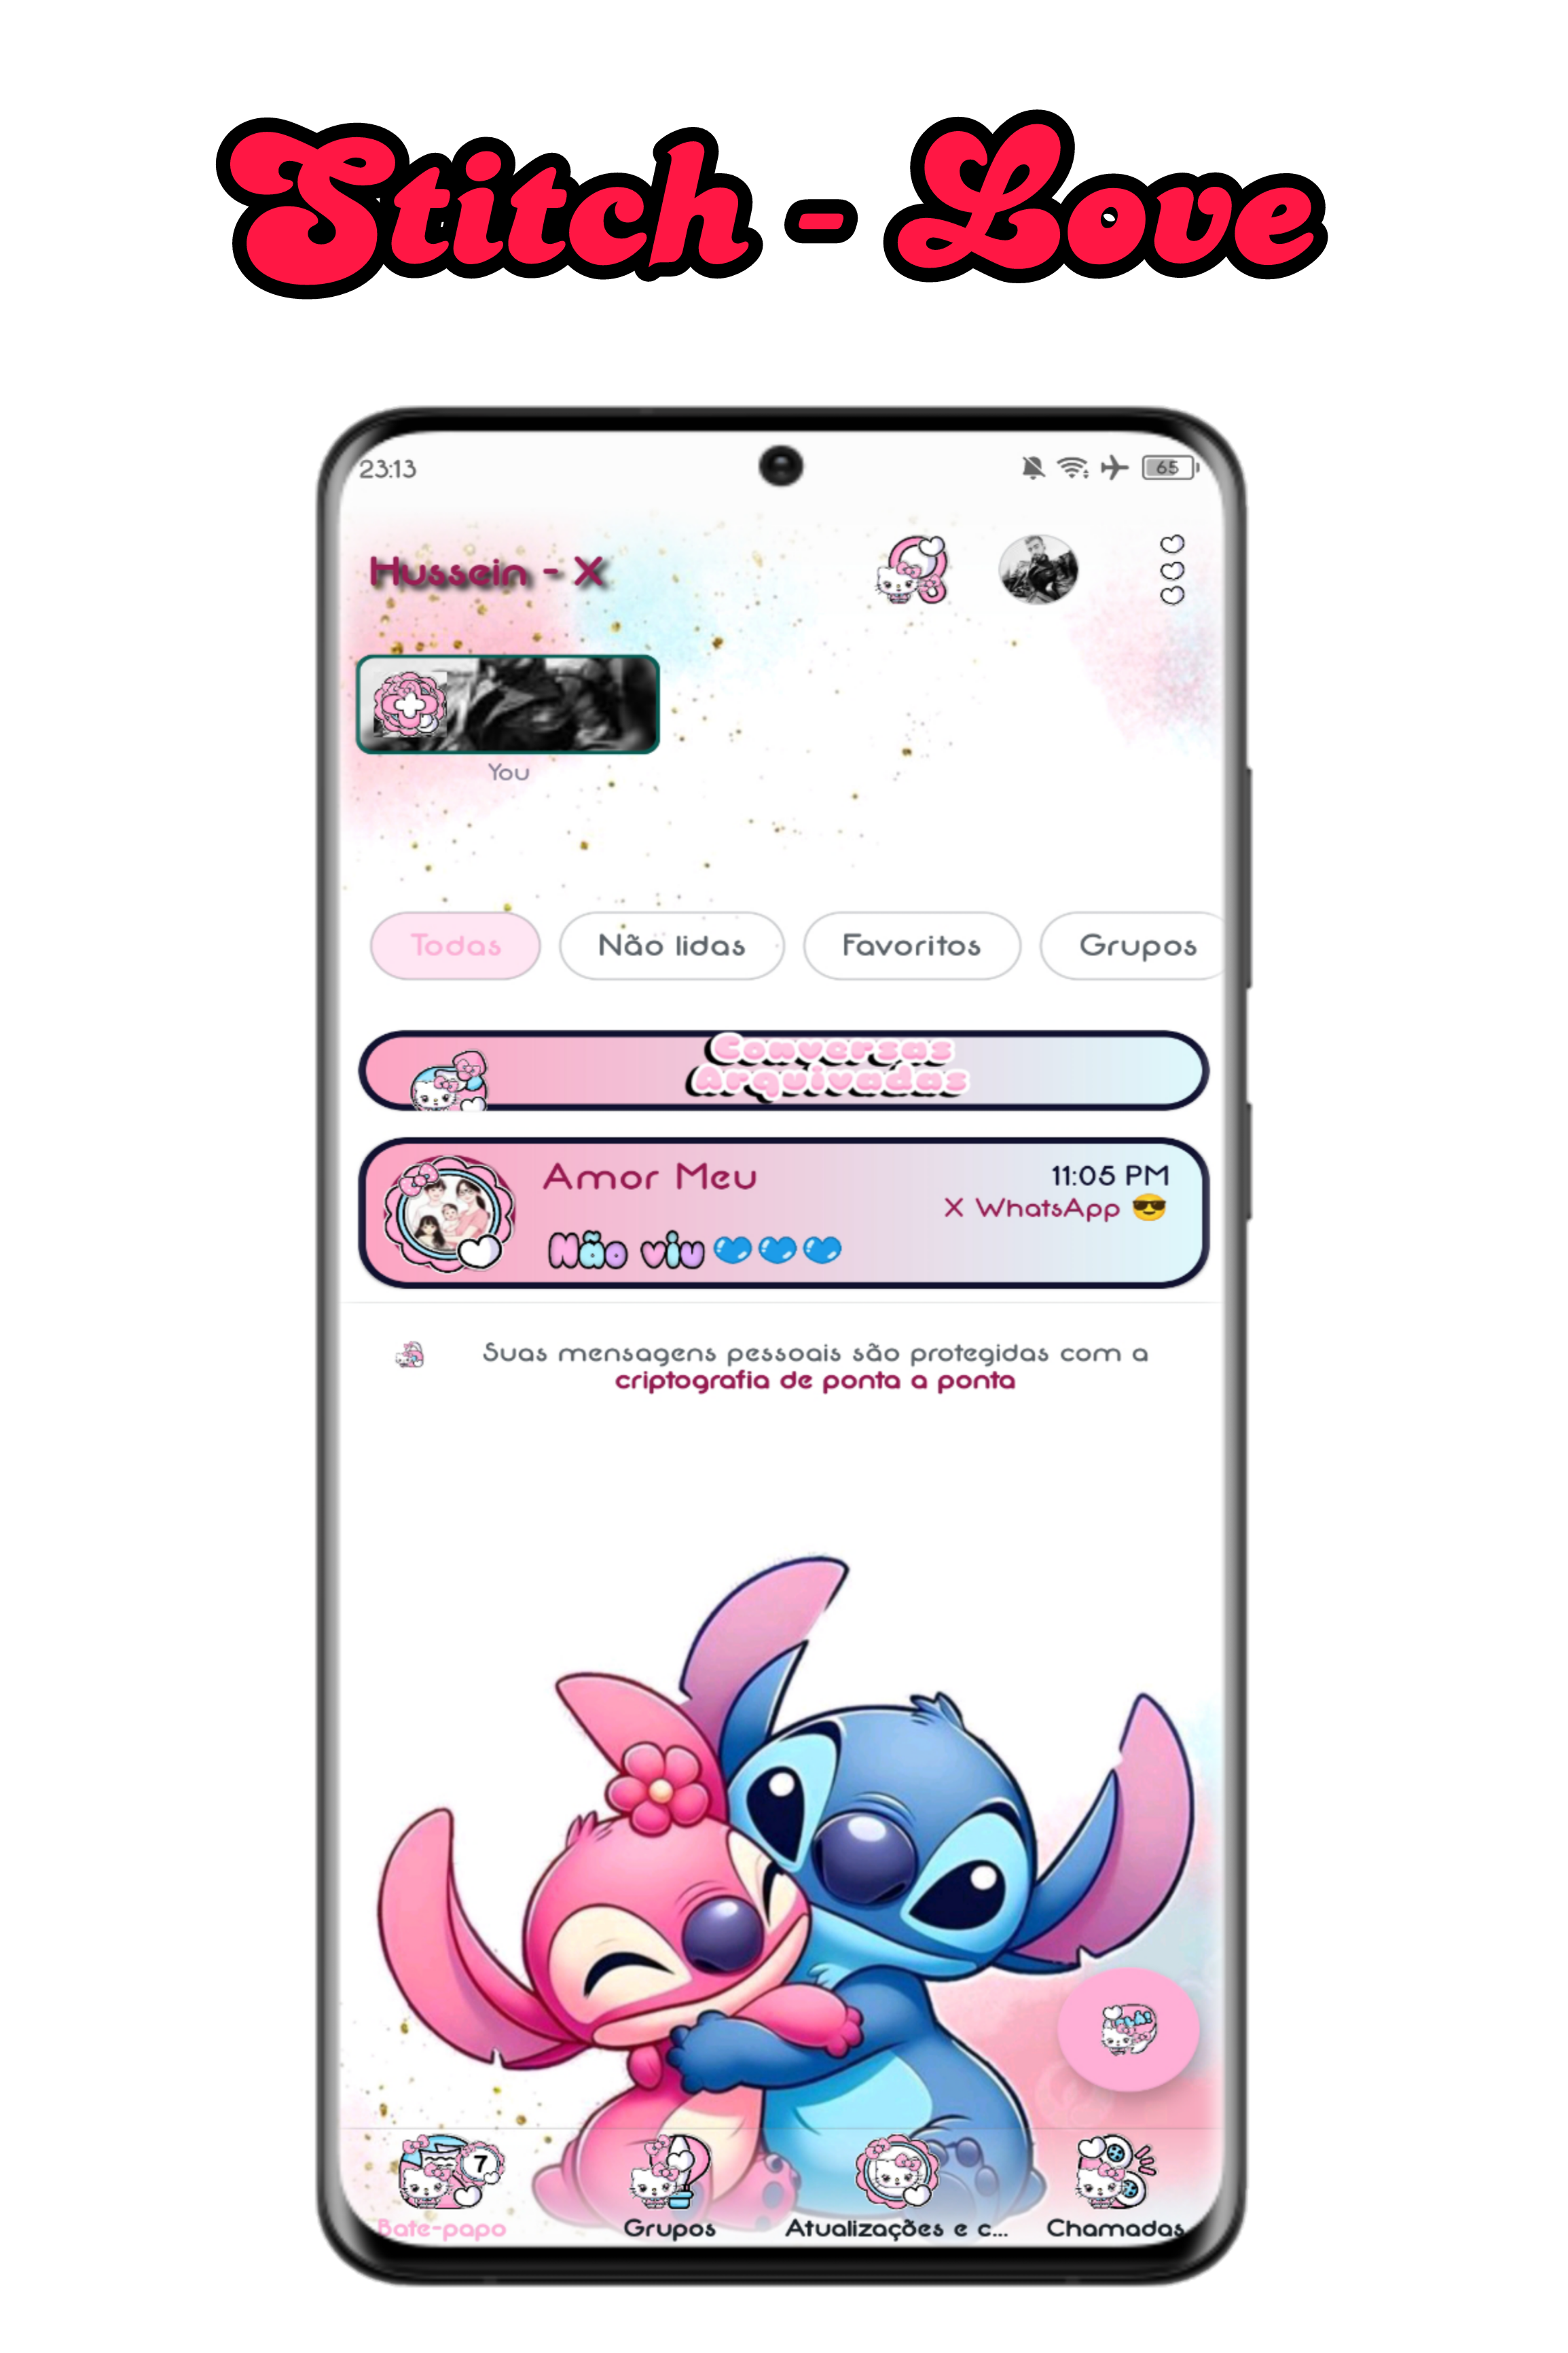 Stitch - Love
23:13
65
Hussein - X
You
Todas
Não lidas
Favoritos
Grupos
Conversas
Arquivadas
Amor Meu
11:05 PM
X WhatsApp 😎
Não viu💙💙💙
Suas mensagens pessoais são protegidas com a
criptografia de ponta a ponta
7
Bate-papo
Grupos
Atualizações e c...
Chamadas